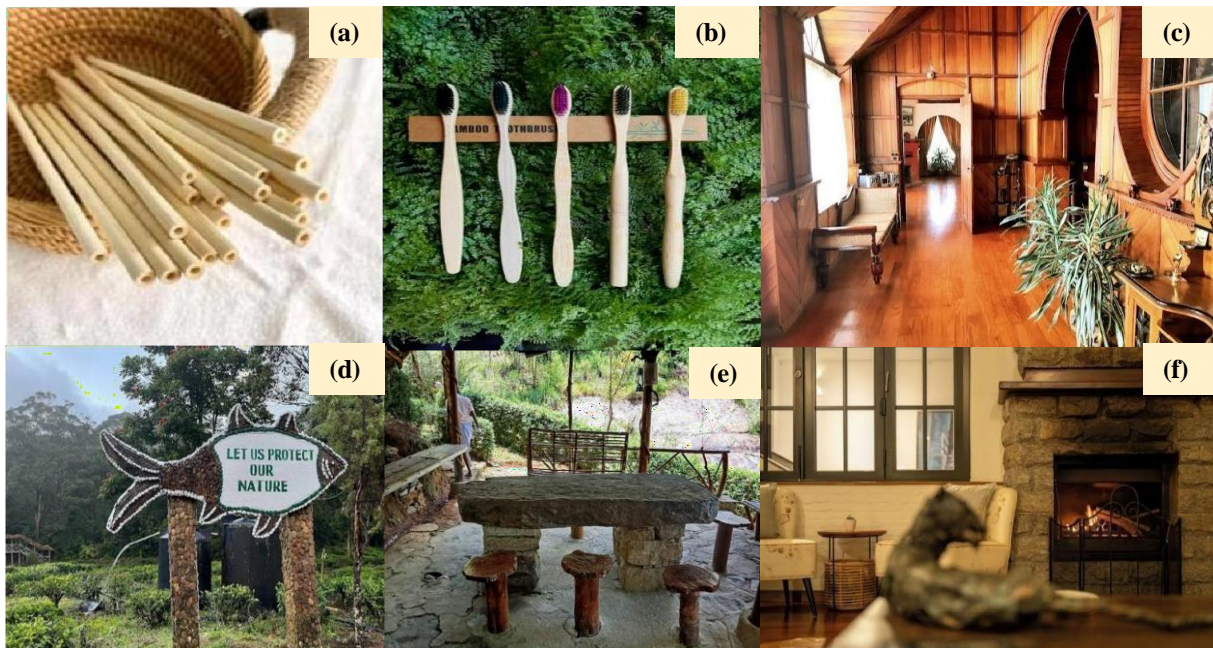 (a)
(b)
(c)
AMBOO TOOTHBRUS
(d)
(e)
(f)
LET US PROTECT
OUR
NATURE